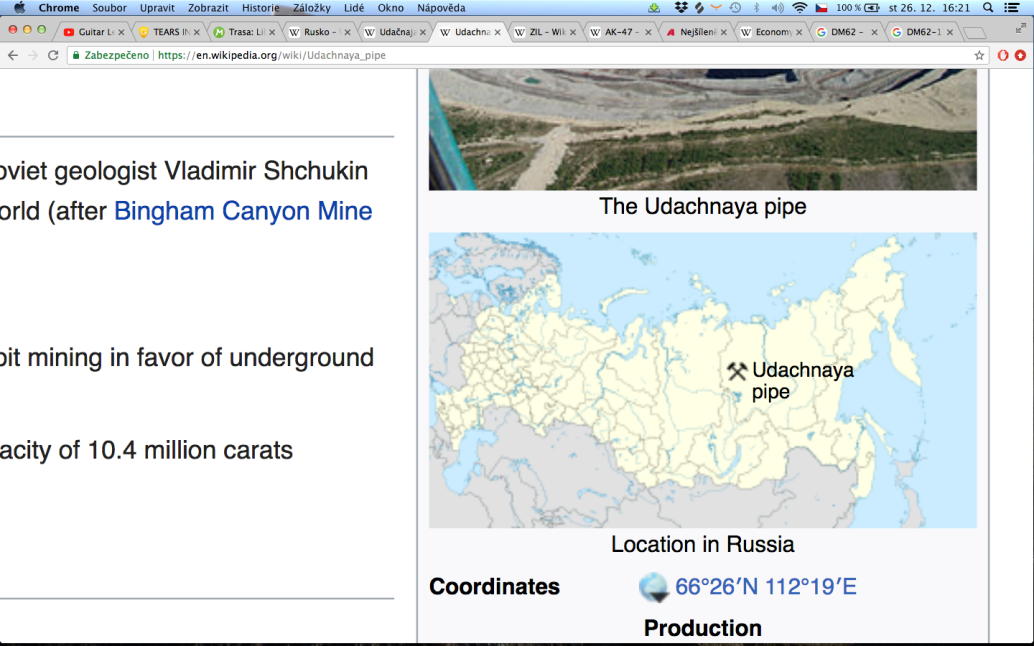 Chrome Soubor Upravit Zobrazit Historie Záložky Lidé Okno Nápověda 100 % st 26. 12. 16:21
Guitar L TEARS IN Trasa: Li Rusko - Udačnaja Udachna ZIL - Wik AK-47 - Nejšílen Economy DM62 - DM62-1
Zabezpečeno https://en.wikipedia.org/wiki/Udachnaya_pipe
oviet geologist Vladimir Shchukin
orld (after Bingham Canyon Mine
pit mining in favor of underground
acity of 10.4 million carats
The Udachnaya pipe
Udachnaya
pipe
Location in Russia
Coordinates 66°26′N 112°19′E
Production